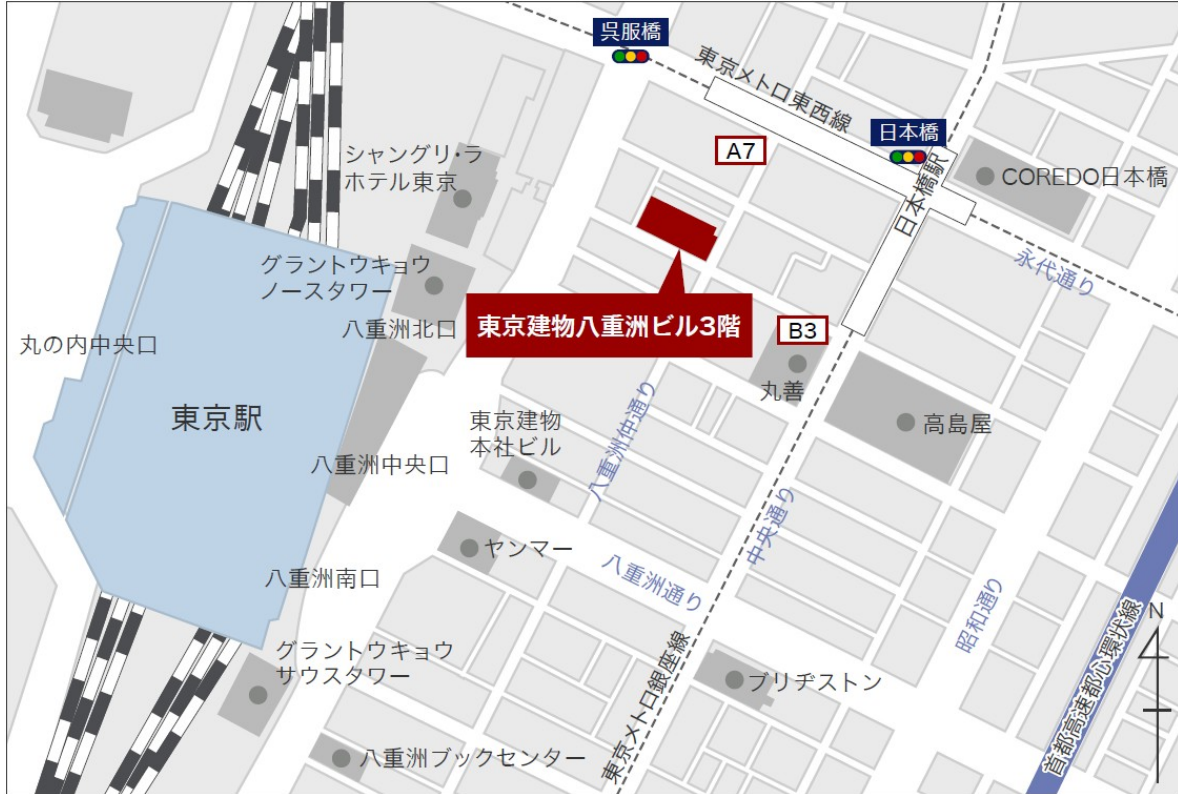 呉服橋
東京メトロ東西線
日本橋
A7
日本橋駅
COREDO日本橋
シャングリ・ラ
ホテル東京
永代通り
グラントウキョウ
ノースタワー
東京建物八重洲ビル3階
八重洲北口
B3
丸の内中央口
丸善
東京駅
東京建物
本社ビル
八重洲仲通り
高島屋
八重洲中央口
中央通り
ヤンマー
八重洲通り
八重洲南口
昭和通り
N
首都高速都心環状線
グラントウキョウ
サウスタワー
東京メトロ銀座線
ブリヂストン
八重洲ブックセンター